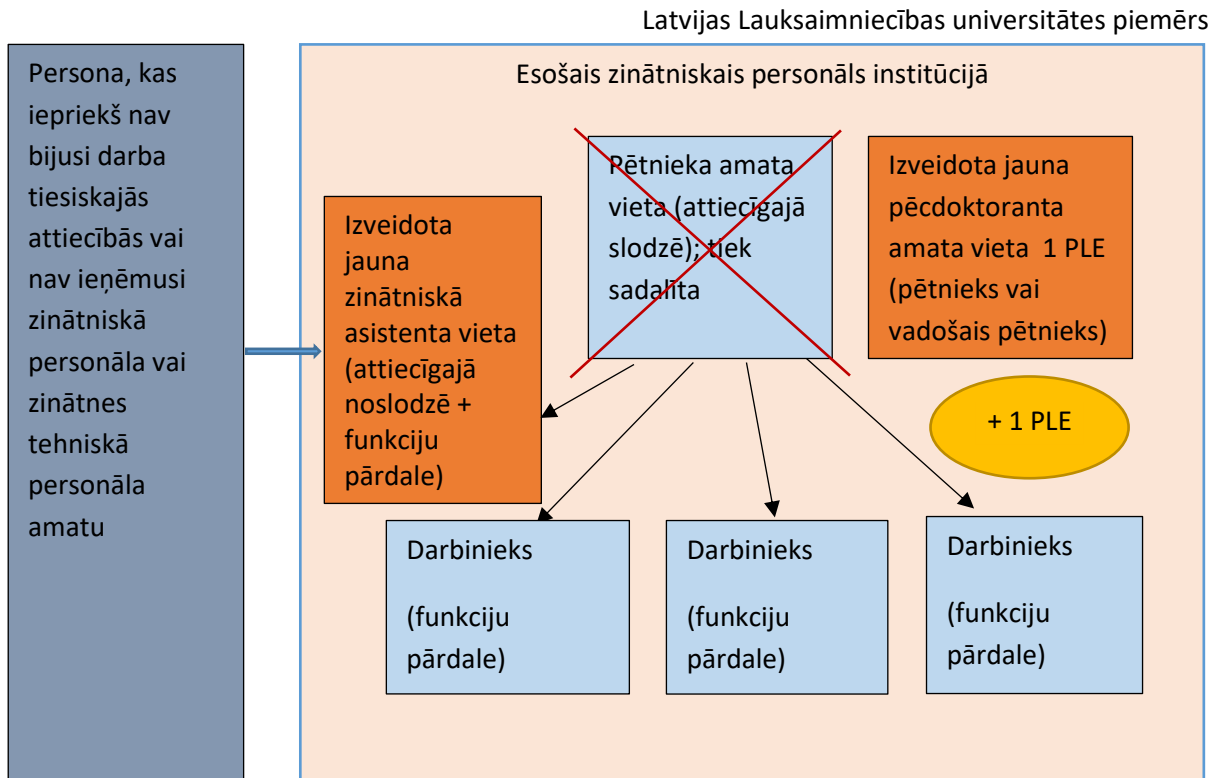 Latvijas Lauksaimniecības universitātes piemērs
Persona, kas
iepriekš nav
bijusi darba
tiesiskajās
attiecībās vai
nav ieņēmusi
zinātniskā
personāla vai
zinātnes
tehniskā
personāla
amatu
Esošais zinātniskais personāls institūcijā
Izveidota
jauna
zinātniskā
asistenta vieta
(attiecīgajā
noslodzē +
funkciju
pārdale)
Pētnieka amata
vieta (attiecīgajā
slodzē); tiek
sadalīta
Izveidota jauna
pēcdoktoranta
amata vieta 1 PLE
(pētnieks vai
vadošais pētnieks)
+ 1 PLE
Darbinieks
(funkciju
pārdale)
Darbinieks
(funkciju
pārdale)
Darbinieks
(funkciju
pārdale)